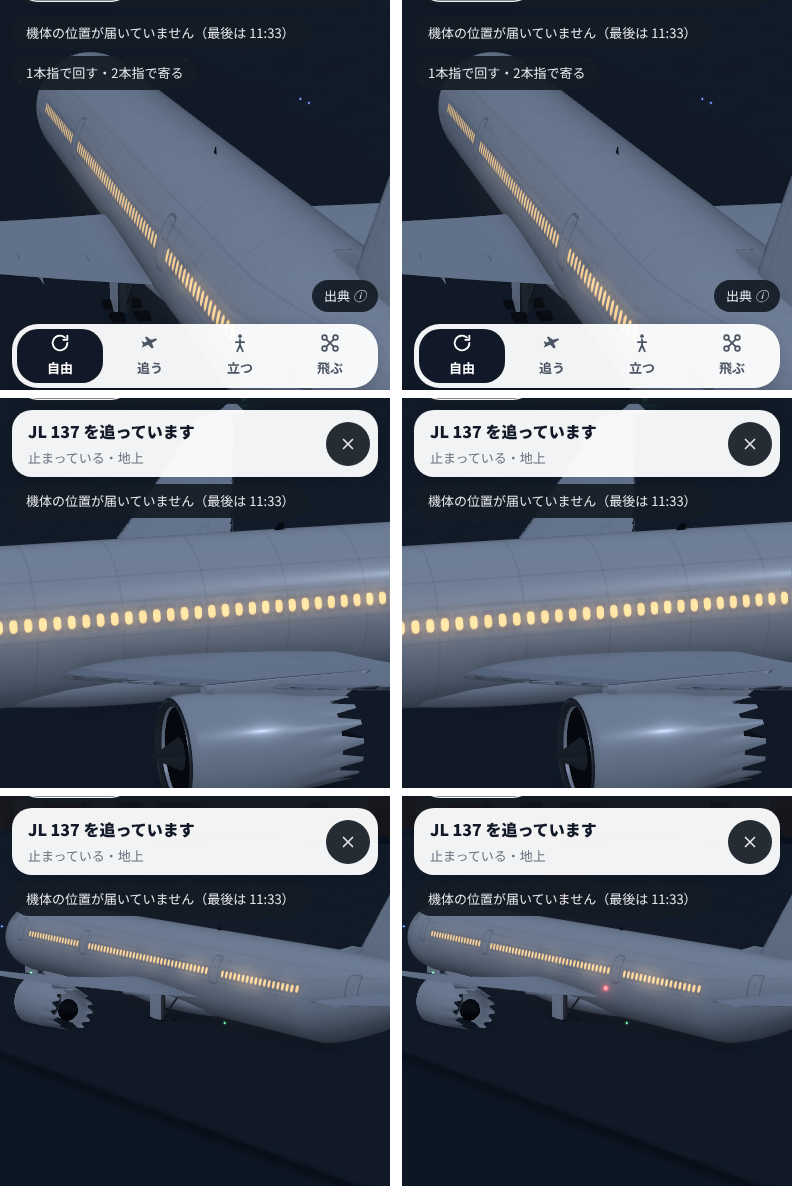 機体の位置が届いていません（最後は 11:33）
1本指で回す・2本指で寄る
出典 ⓘ
自由
追う
立つ
飛ぶ
機体の位置が届いていません（最後は 11:33）
1本指で回す・2本指で寄る
出典 ⓘ
自由
追う
立つ
飛ぶ
JL 137 を追っています
止まっている・地上
機体の位置が届いていません（最後は 11:33）
JL 137 を追っています
止まっている・地上
機体の位置が届いていません（最後は 11:33）
JL 137 を追っています
止まっている・地上
機体の位置が届いていません（最後は 11:33）
JL 137 を追っています
止まっている・地上
機体の位置が届いていません（最後は 11:33）